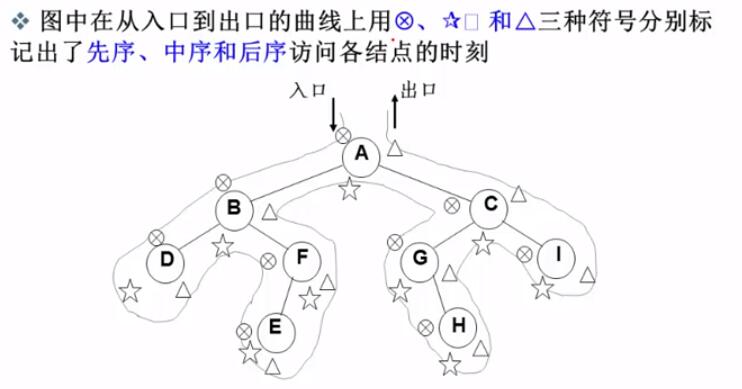 ❖ 图中在从入口到出口的曲线上用⊗、☆□ 和△三种符号分别标
记出了先序、中序和后序访问各结点的时刻
入口 出口
A
B C
D F G I
E H